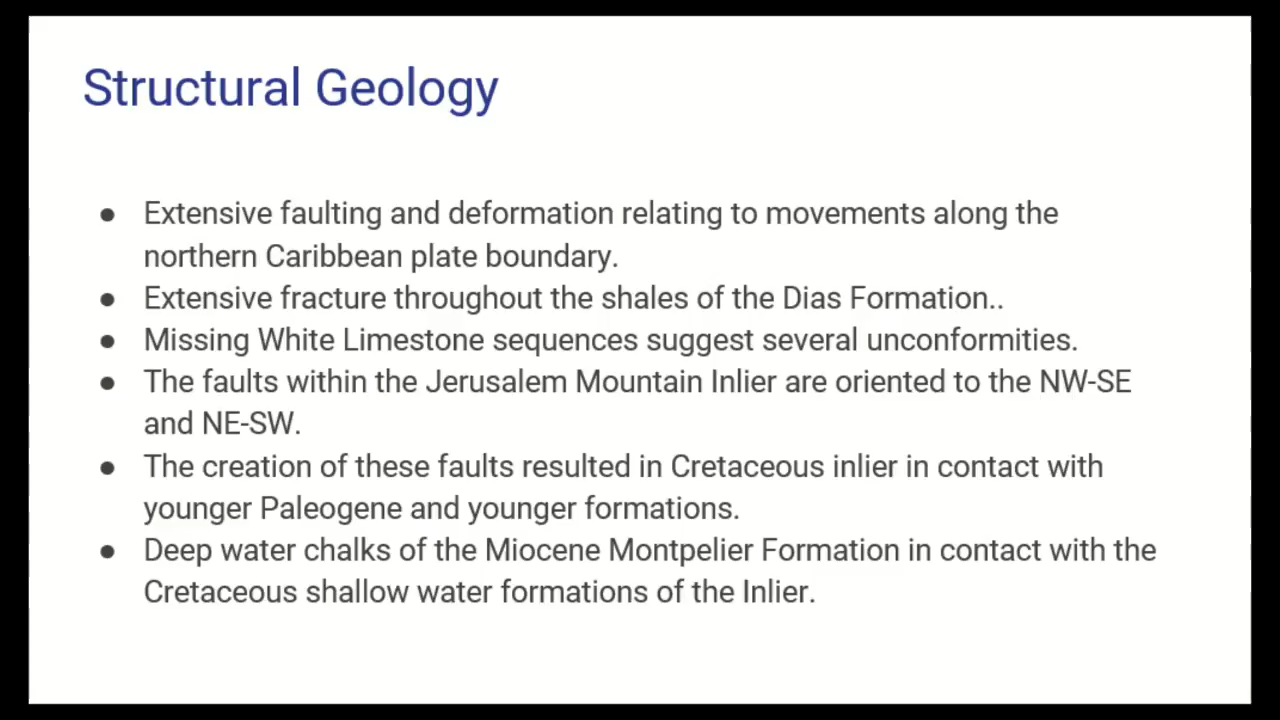 Structural Geology
● Extensive faulting and deformation relating to movements along the
northern Caribbean plate boundary.
● Extensive fracture throughout the shales of the Dias Formation..
● Missing White Limestone sequences suggest several unconformities.
● The faults within the Jerusalem Mountain Inlier are oriented to the NW-SE
and NE-SW.
● The creation of these faults resulted in Cretaceous inlier in contact with
younger Paleogene and younger formations.
● Deep water chalks of the Miocene Montpelier Formation in contact with the
Cretaceous shallow water formations of the Inlier.